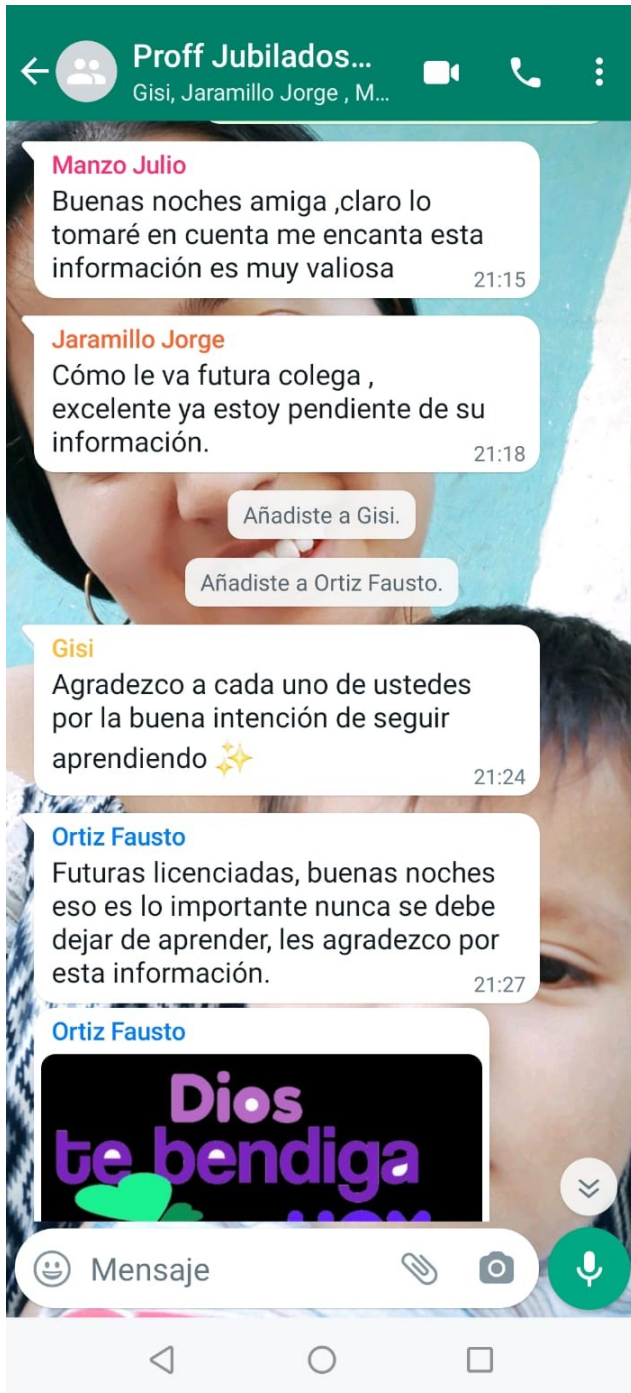 Proff Jubilados...
Gisi, Jaramillo Jorge , M...
Manzo Julio
Buenas noches amiga ,claro lo
tomaré en cuenta me encanta esta
información es muy valiosa
21:15
Jaramillo Jorge
Cómo le va futura colega ,
excelente ya estoy pendiente de su
información.
21:18
Añadiste a Gisi.
Añadiste a Ortiz Fausto.
Gisi
Agradezco a cada uno de ustedes
por la buena intención de seguir
aprendiendo ✨
21:24
Ortiz Fausto
Futuras licenciadas, buenas noches
eso es lo importante nunca se debe
dejar de aprender, les agradezco por
esta información.
21:27
Ortiz Fausto
Dios
te bendiga
Mensaje